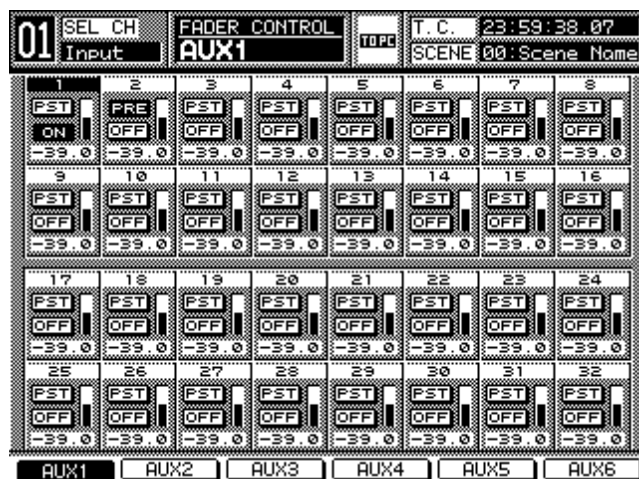 01 SEL CH FADER CONTROL TO PC T.C. 23:59:38.07
Input AUX1 SCENE 00:Scene Name
1 2 3 4 5 6 7 8
PST PRE PST PST PST PST PST PST
ON OFF OFF OFF OFF OFF OFF OFF
-39.0 -39.0 -39.0 -39.0 -39.0 -39.0 -39.0 -39.0
9 10 11 12 13 14 15 16
PST PST PST PST PST PST PST PST
OFF OFF OFF OFF OFF OFF OFF OFF
-39.0 -39.0 -39.0 -39.0 -39.0 -39.0 -39.0 -39.0
17 18 19 20 21 22 23 24
PST PST PST PST PST PST PST PST
OFF OFF OFF OFF OFF OFF OFF OFF
-39.0 -39.0 -39.0 -39.0 -39.0 -39.0 -39.0 -39.0
25 26 27 28 29 30 31 32
PST PST PST PST PST PST PST PST
OFF OFF OFF OFF OFF OFF OFF OFF
-39.0 -39.0 -39.0 -39.0 -39.0 -39.0 -39.0 -39.0
AUX1 AUX2 AUX3 AUX4 AUX5 AUX6